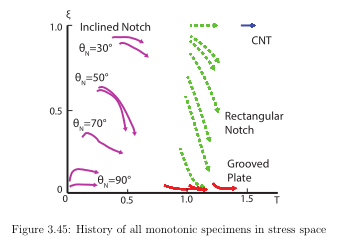 ξ
1.0
Inclined Notch
θN=30°
CNT
θN=50°
0.5
θN=70°
Rectangular
Notch
Grooved
Plate
θN=90°
0
0.5
1.0
1.5
T
Figure 3.45: History of all monotonic specimens in stress space